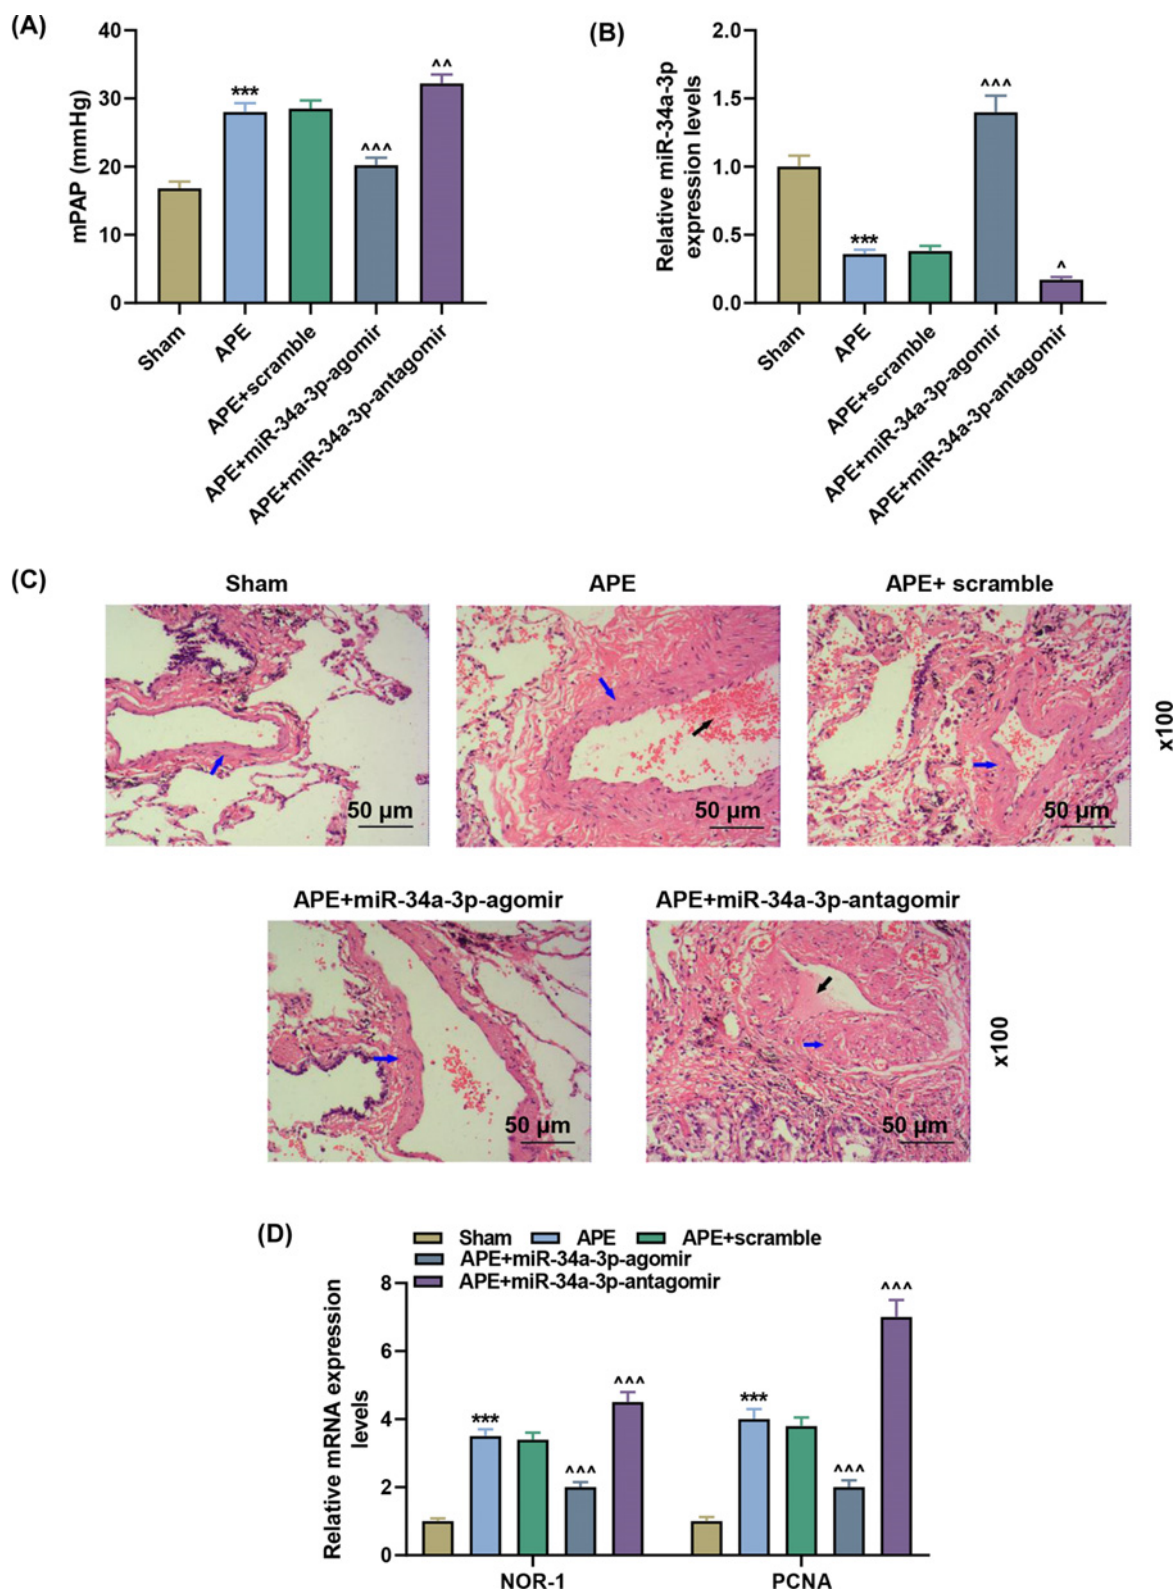 (A)
40
30
20
10
0
mPAP (mmHg)
***
^^^
^^
Sham
APE
APE+scramble
APE+miR-34a-3p-agomir
APE+miR-34a-3p-antagomir
(B)
2.0
1.5
1.0
0.5
0.0
Relative miR-34a-3p
expression levels
***
^^^
^
Sham
APE
APE+scramble
APE+miR-34a-3p-agomir
APE+miR-34a-3p-antagomir
(C)
Sham
APE
APE+ scramble
50 μm
50 μm
50 μm
x100
APE+miR-34a-3p-agomir
APE+miR-34a-3p-antagomir
50 μm
50 μm
x100
(D)
Sham
APE
APE+scramble
APE+miR-34a-3p-agomir
APE+miR-34a-3p-antagomir
8
6
4
2
0
Relative mRNA expression
levels
***
^^^
^^^
***
^^^
^^^
NOR-1
PCNA